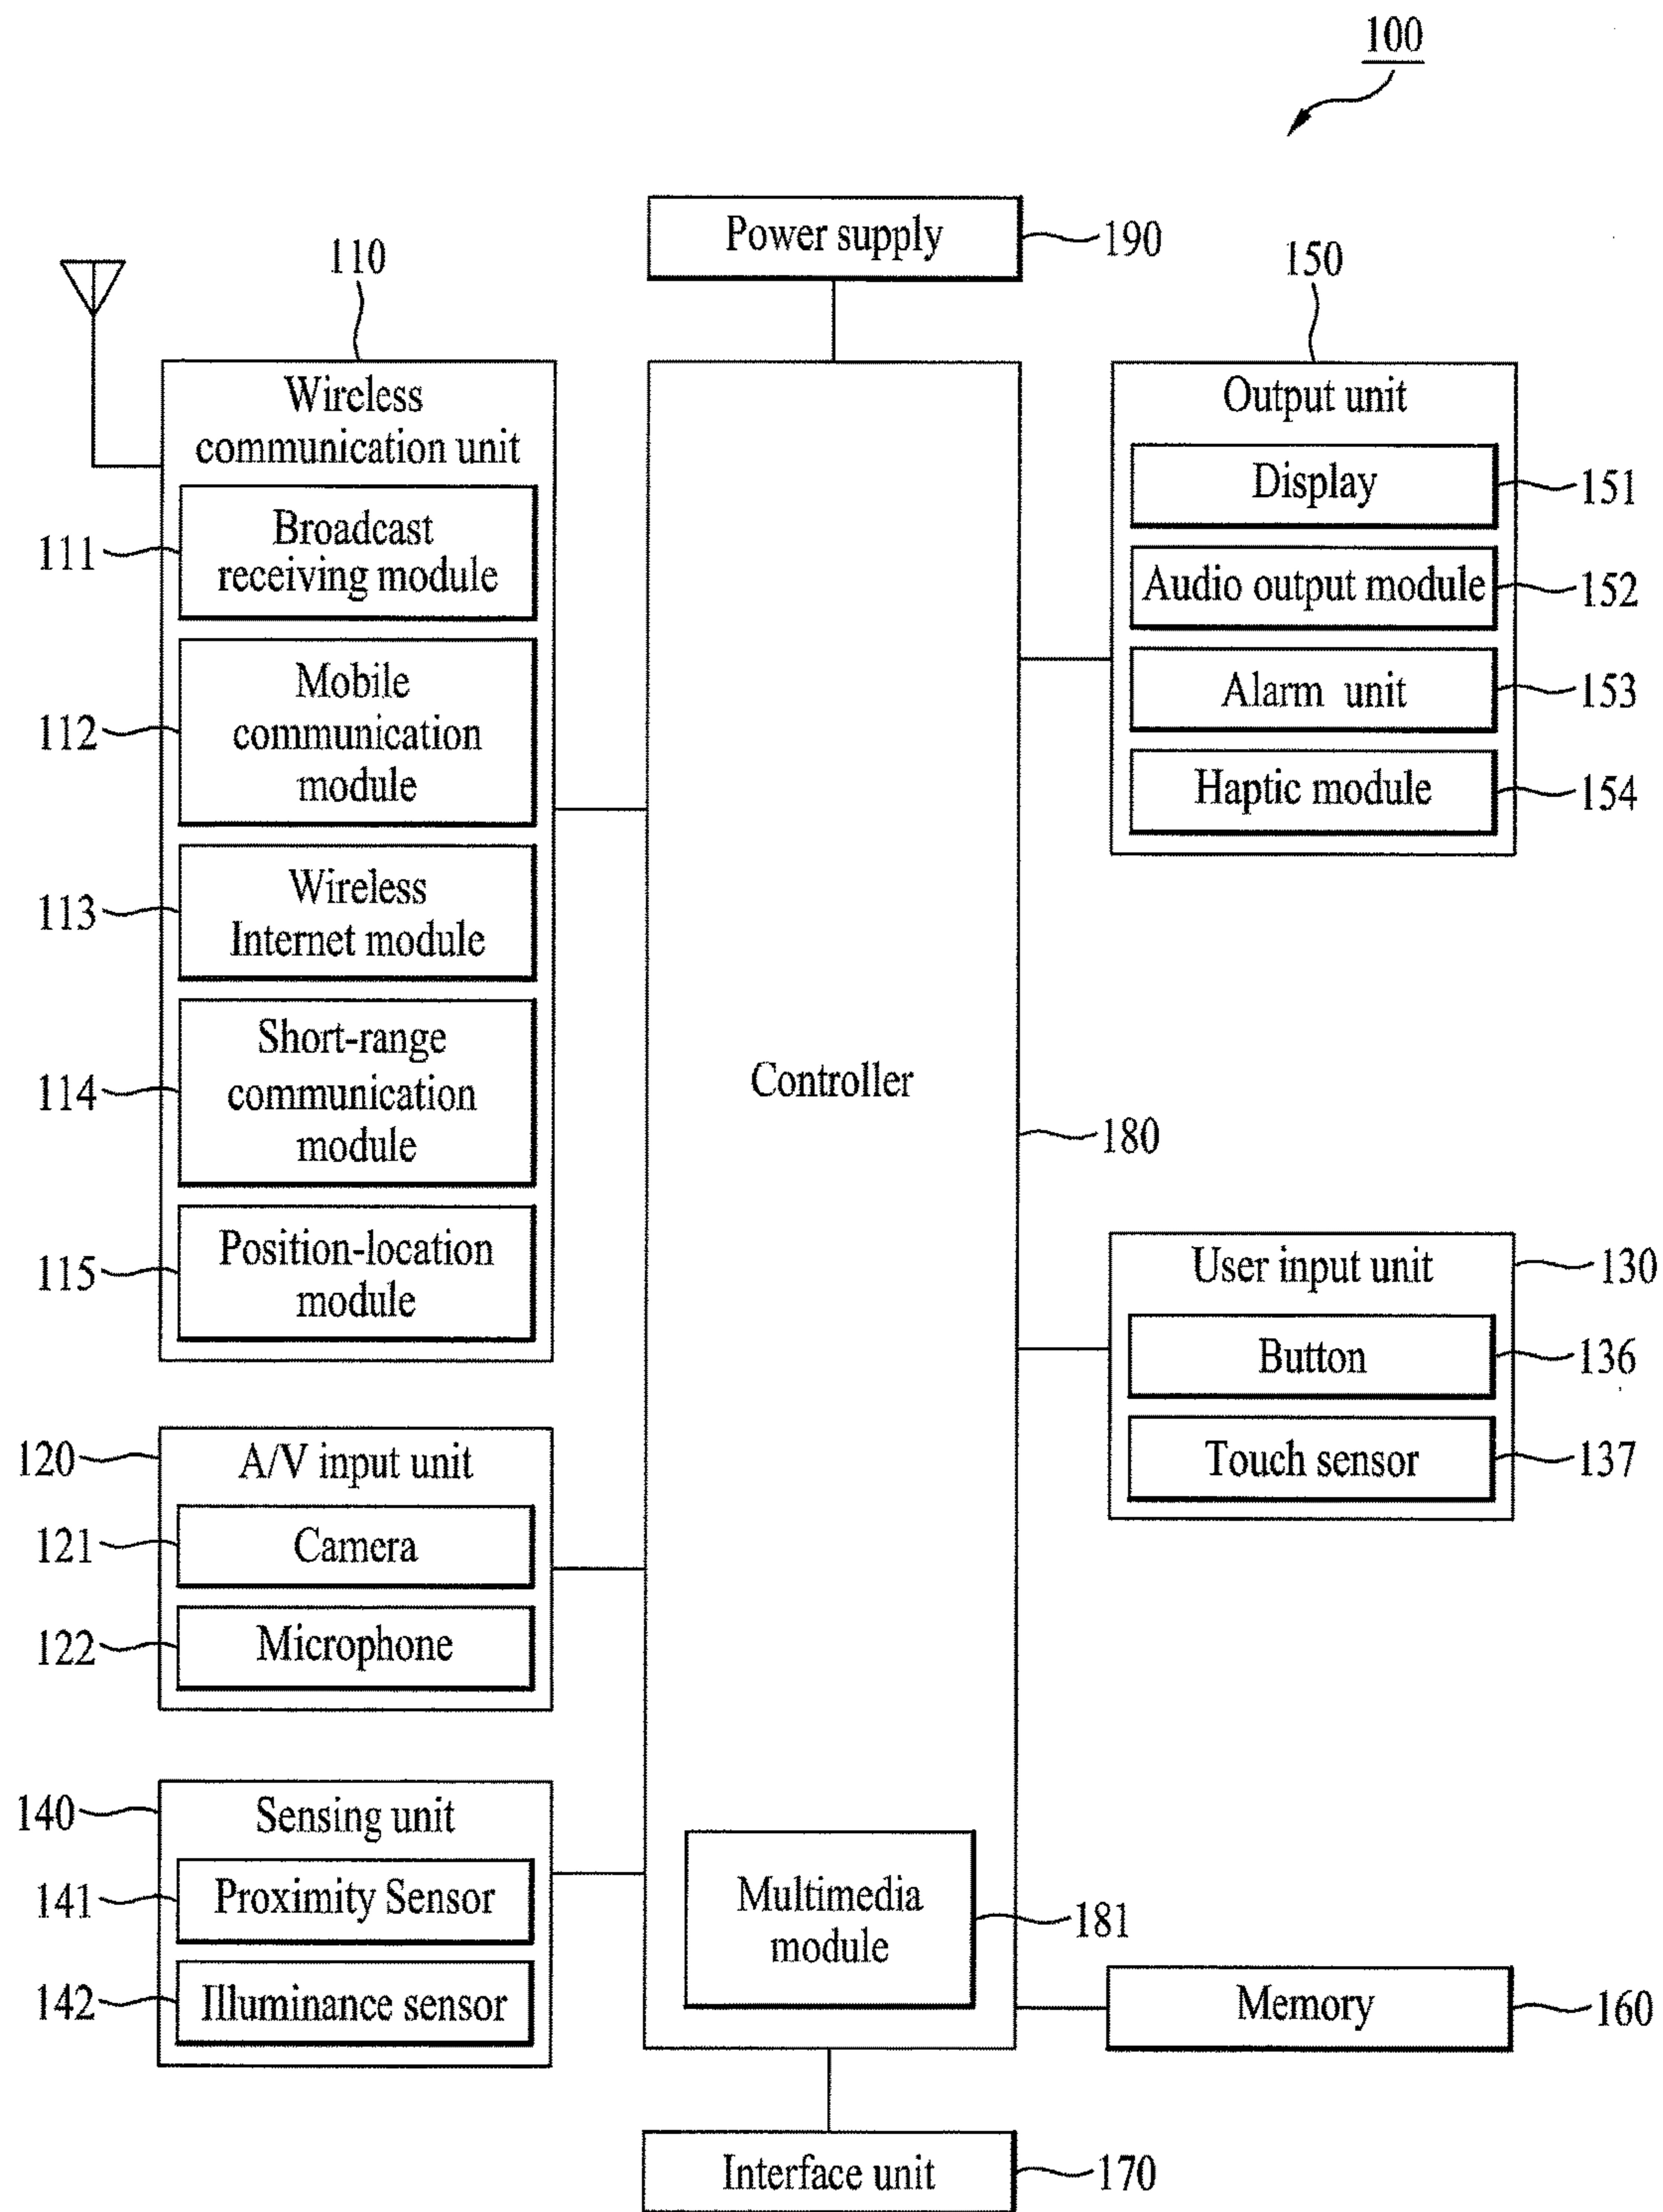 100
Power supply
190
110
Wireless
communication unit
Broadcast
receiving module
111
Mobile
communication
module
112
Wireless
Internet module
113
Short-range
communication
module
114
Position-location
module
115
A/V input unit
120
Camera
121
Microphone
122
Sensing unit
140
Proximity Sensor
141
Illuminance sensor
142
Controller
180
Multimedia
module
181
150
Output unit
Display
151
Audio output module
152
Alarm unit
153
Haptic module
154
User input unit
130
Button
136
Touch sensor
137
Memory
160
Interface unit
170